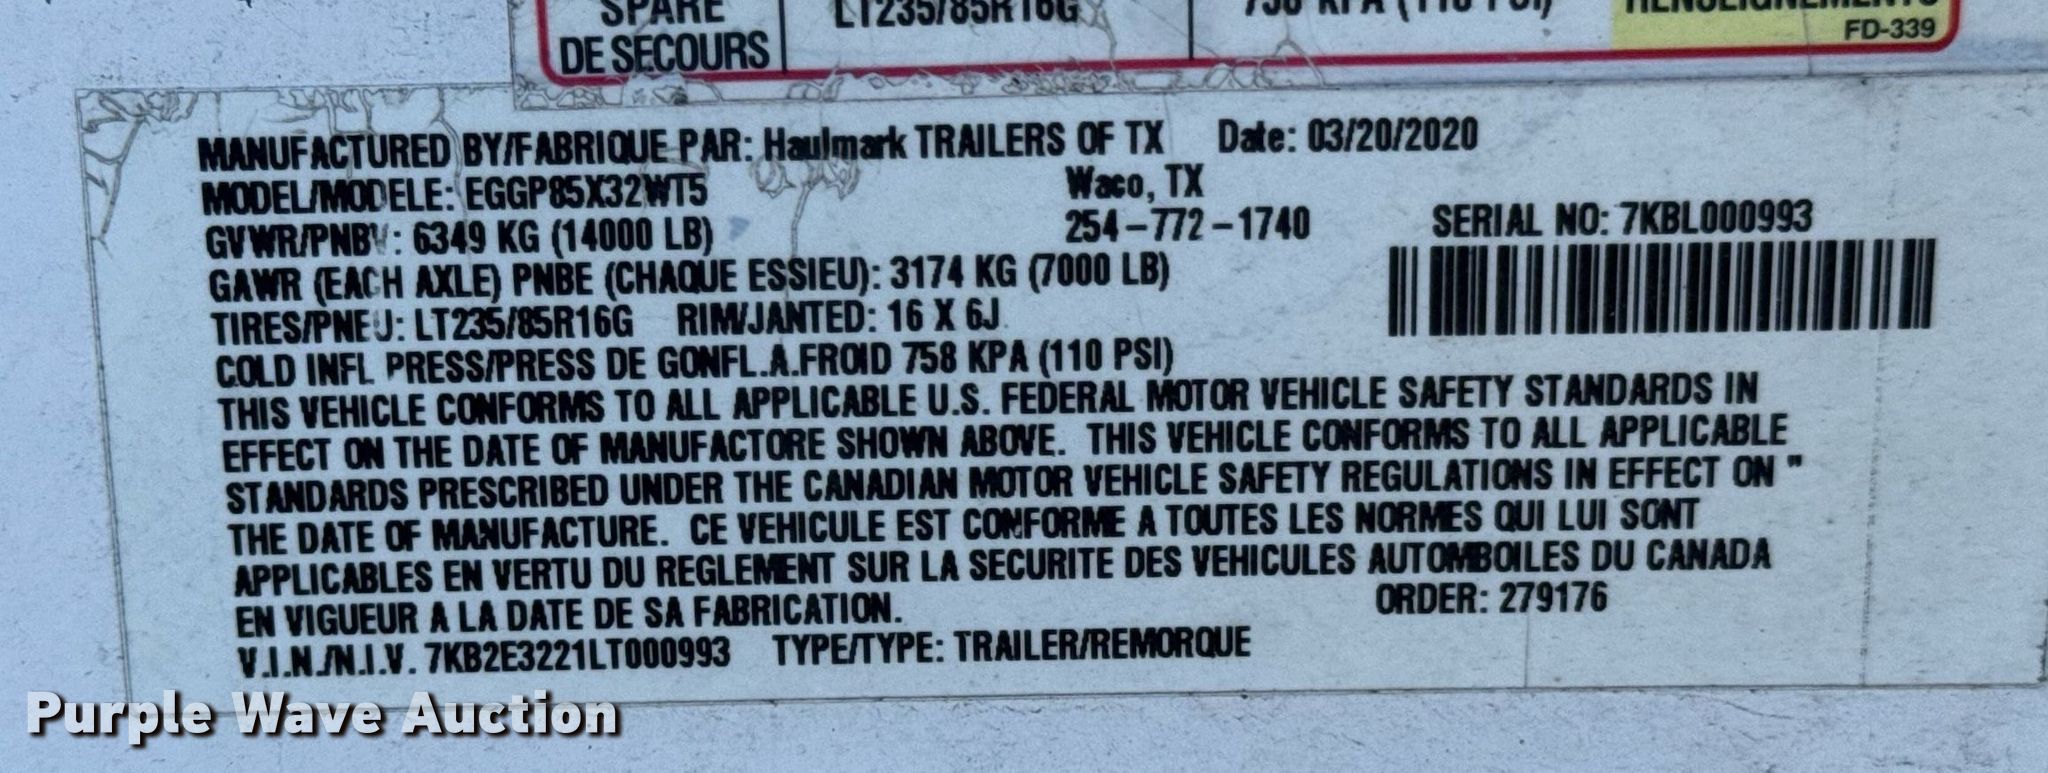 SPARE
DE SECOURS
LT235/85R16G
758 KPA (110 PSI)
RENSEIGNEMENTS
FD-339
MANUFACTURED BY/FABRIQUE PAR: Haulmark TRAILERS OF TX Date: 03/20/2020
MODEL/MODELE: EGGP85X32WT5 Waco, TX
GVWR/PNBV: 6349 KG (14000 LB) 254-772-1740 SERIAL NO: 7KBL000993
GAWR (EACH AXLE) PNBE (CHAQUE ESSIEU): 3174 KG (7000 LB)
TIRES/PNEU: LT235/85R16G RIM/JANTED: 16 X 6J
COLD INFL PRESS/PRESS DE GONFL.A.FROID 758 KPA (110 PSI)
THIS VEHICLE CONFORMS TO ALL APPLICABLE U.S. FEDERAL MOTOR VEHICLE SAFETY STANDARDS IN
EFFECT ON THE DATE OF MANUFACTORE SHOWN ABOVE. THIS VEHICLE CONFORMS TO ALL APPLICABLE
STANDARDS PRESCRIBED UNDER THE CANADIAN MOTOR VEHICLE SAFETY REGULATIONS IN EFFECT ON "
THE DATE OF MANUFACTURE. CE VEHICULE EST CONFORME A TOUTES LES NORMES QUI LUI SONT
APPLICABLES EN VERTU DU REGLEMENT SUR LA SECURITE DES VEHICULES AUTOMBOILES DU CANADA
EN VIGUEUR A LA DATE DE SA FABRICATION. ORDER: 279176
V.I.N./N.I.V. 7KB2E3221LT000993 TYPE/TYPE: TRAILER/REMORQUE
Purple Wave Auction